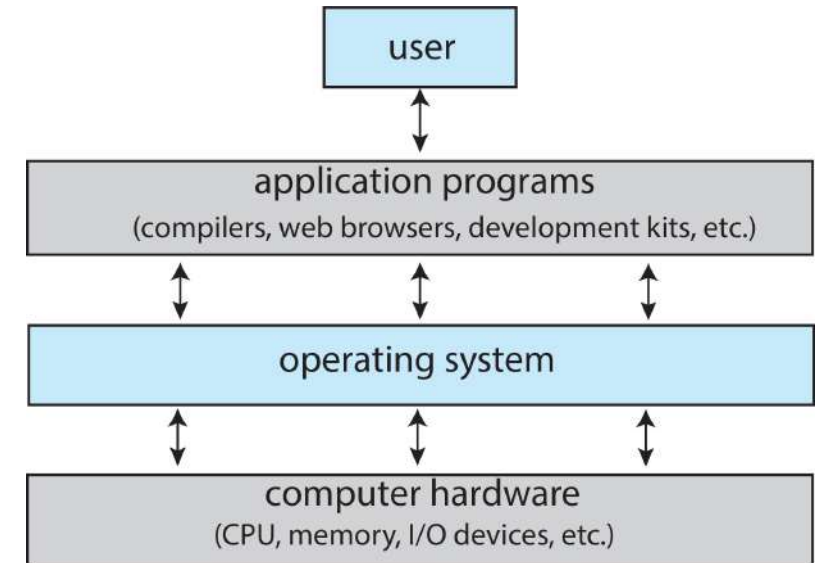 user
application programs
(compilers, web browsers, development kits, etc.)
operating system
computer hardware
(CPU, memory, I/O devices, etc.)